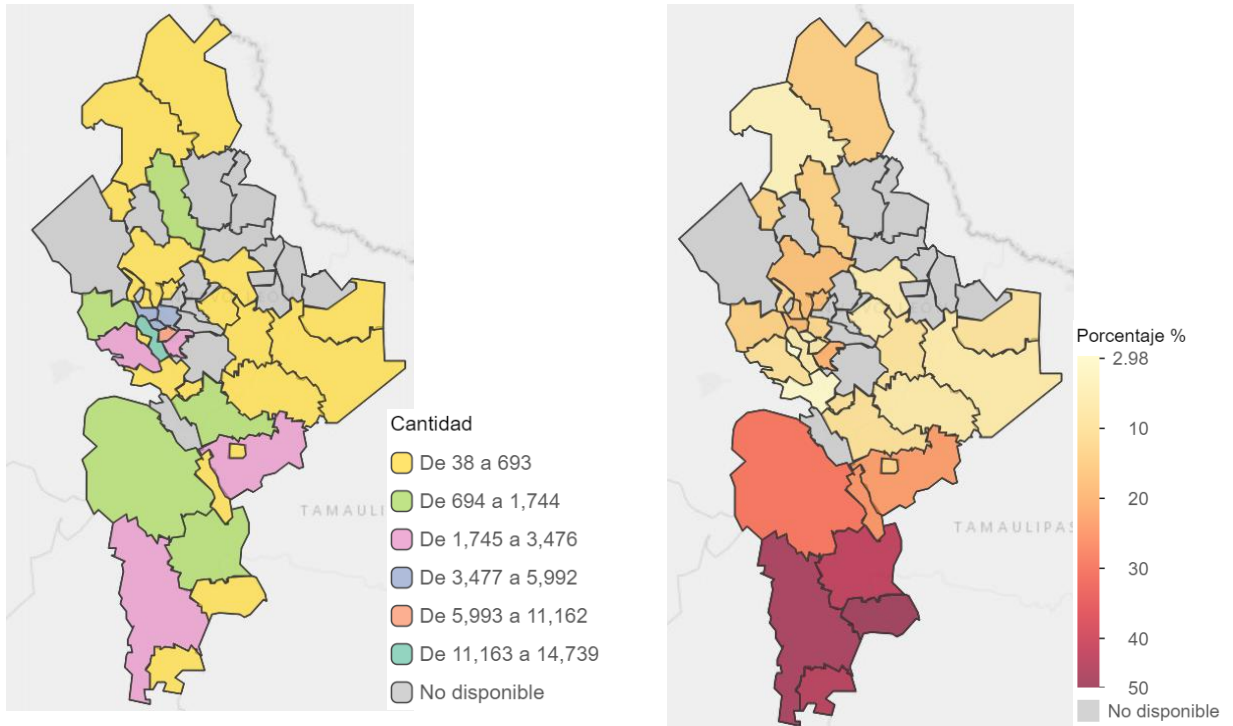 TAMAULI
Cantidad
De 38 a 693
De 694 a 1,744
De 1,745 a 3,476
De 3,477 a 5,992
De 5,993 a 11,162
De 11,163 a 14,739
No disponible
TAMAULIPAS
Porcentaje %
2.98
10
20
30
40
50
No disponible